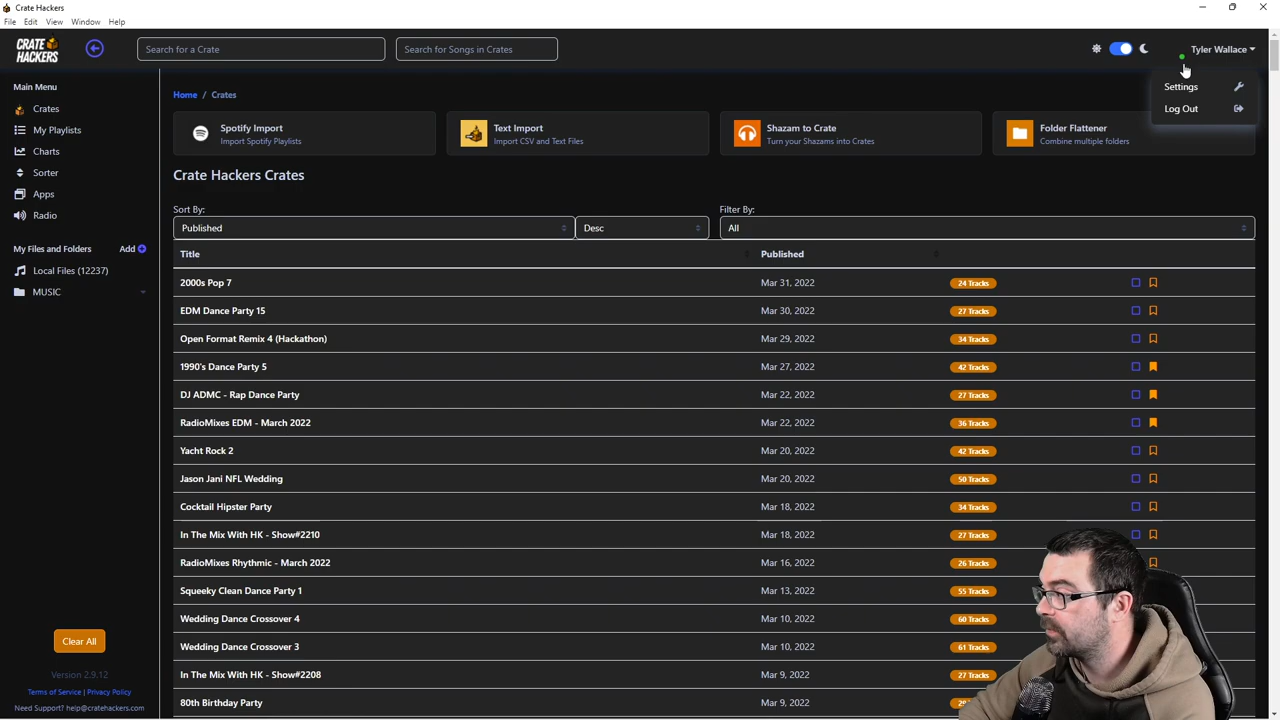 Crate Hackers
File Edit View Window Help
CRATE
HACKERS
Search for a Crate
Search for Songs in Crates
Tyler Wallace
Settings
Log Out
Main Menu
Crates
My Playlists
Charts
Sorter
Apps
Radio
My Files and Folders Add
Local Files (12237)
MUSIC
Clear All
Version 2.9.12
Terms of Service | Privacy Policy
Need Support? help@cratehackers.com
Home / Crates
Spotify Import
Import Spotify Playlists
Text Import
Import CSV and Text Files
Shazam to Crate
Turn your Shazams into Crates
Folder Flattener
Combine multiple folders
Crate Hackers Crates
Sort By: Filter By:
Published Desc All
Title Published
2000s Pop 7 Mar 31, 2022 24 Tracks
EDM Dance Party 15 Mar 30, 2022 27 Tracks
Open Format Remix 4 (Hackathon) Mar 29, 2022 34 Tracks
1990's Dance Party 5 Mar 27, 2022 42 Tracks
DJ ADMC - Rap Dance Party Mar 22, 2022 27 Tracks
RadioMixes EDM - March 2022 Mar 22, 2022 36 Tracks
Yacht Rock 2 Mar 20, 2022 42 Tracks
Jason Jani NFL Wedding Mar 20, 2022 50 Tracks
Cocktail Hipster Party Mar 18, 2022 34 Tracks
In The Mix With HK - Show#2210 Mar 18, 2022 27 Tracks
RadioMixes Rhythmic - March 2022 Mar 16, 2022 26 Tracks
Squeeky Clean Dance Party 1 Mar 13, 2022 55 Tracks
Wedding Dance Crossover 4 Mar 10, 2022 60 Tracks
Wedding Dance Crossover 3 Mar 10, 2022 61 Tracks
In The Mix With HK - Show#2208 Mar 9, 2022 27 Tracks
80th Birthday Party Mar 9, 2022